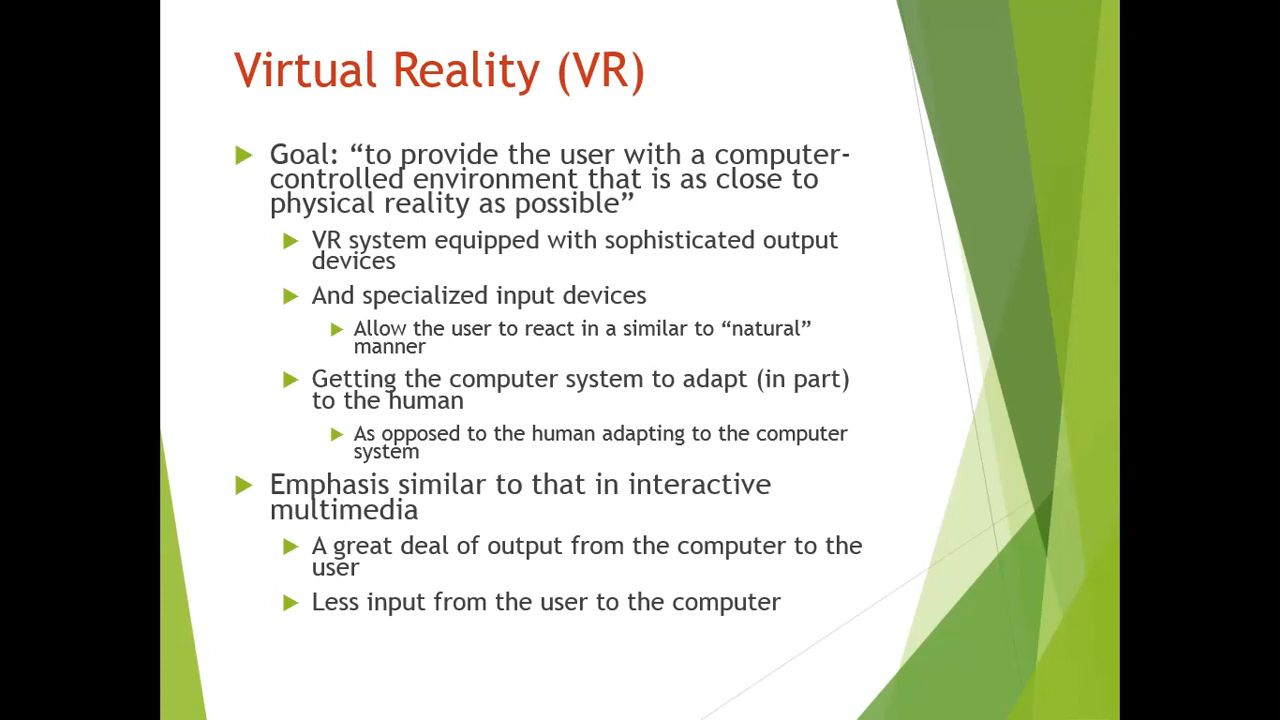 Virtual Reality (VR)
Goal: “to provide the user with a computer-
controlled environment that is as close to
physical reality as possible”
VR system equipped with sophisticated output
devices
And specialized input devices
Allow the user to react in a similar to “natural”
manner
Getting the computer system to adapt (in part)
to the human
As opposed to the human adapting to the computer
system
Emphasis similar to that in interactive
multimedia
A great deal of output from the computer to the
user
Less input from the user to the computer